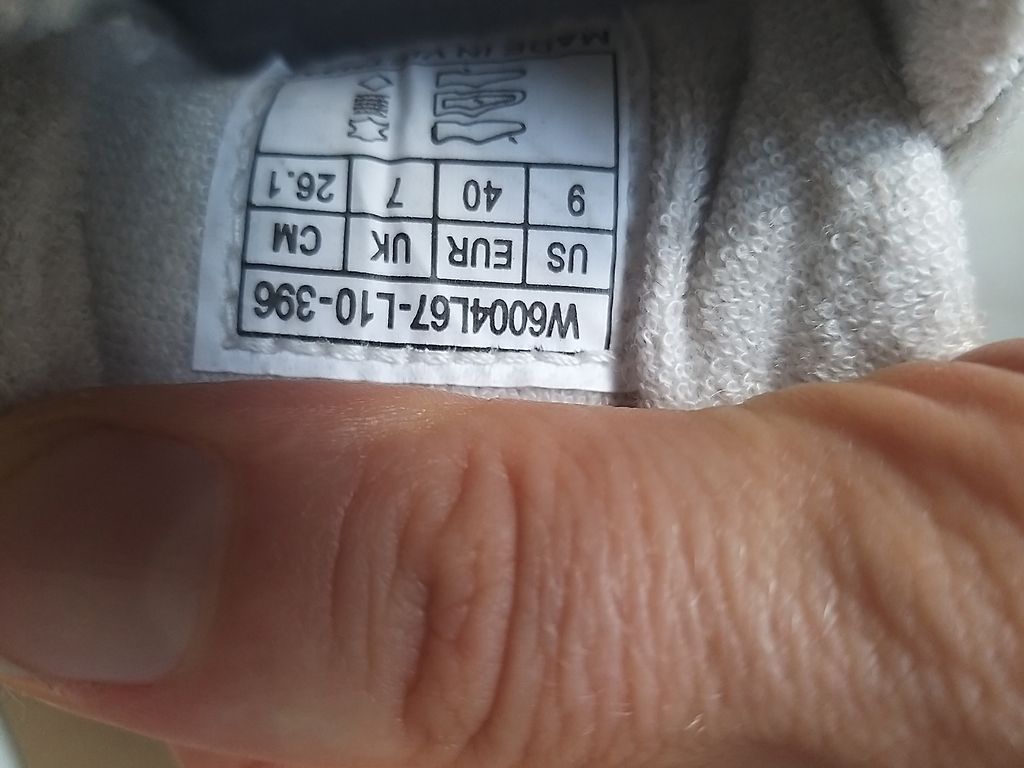 W6004L67-L10-396
US EUR UK CM
9 40 7 26.1
MADE IN